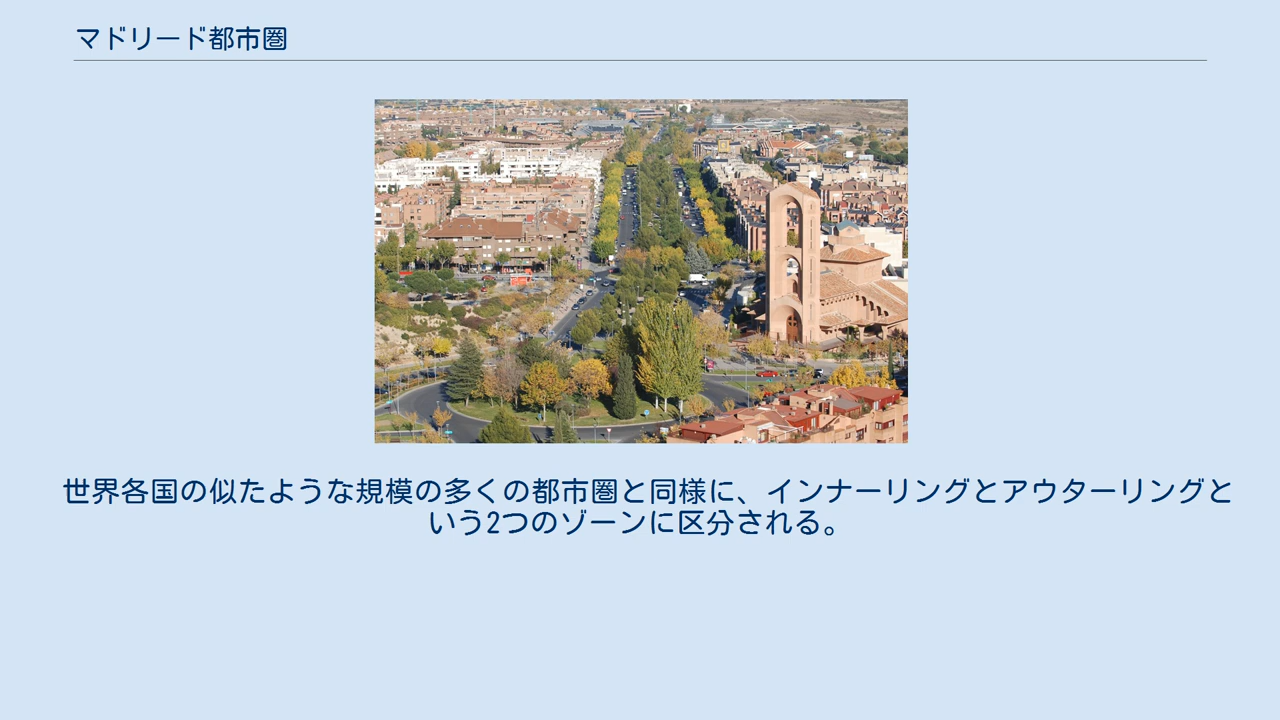 マドリード都市圏
世界各国の似たような規模の多くの都市圏と同様に、インナーリングとアウターリングと
いう2つのゾーンに区分される。